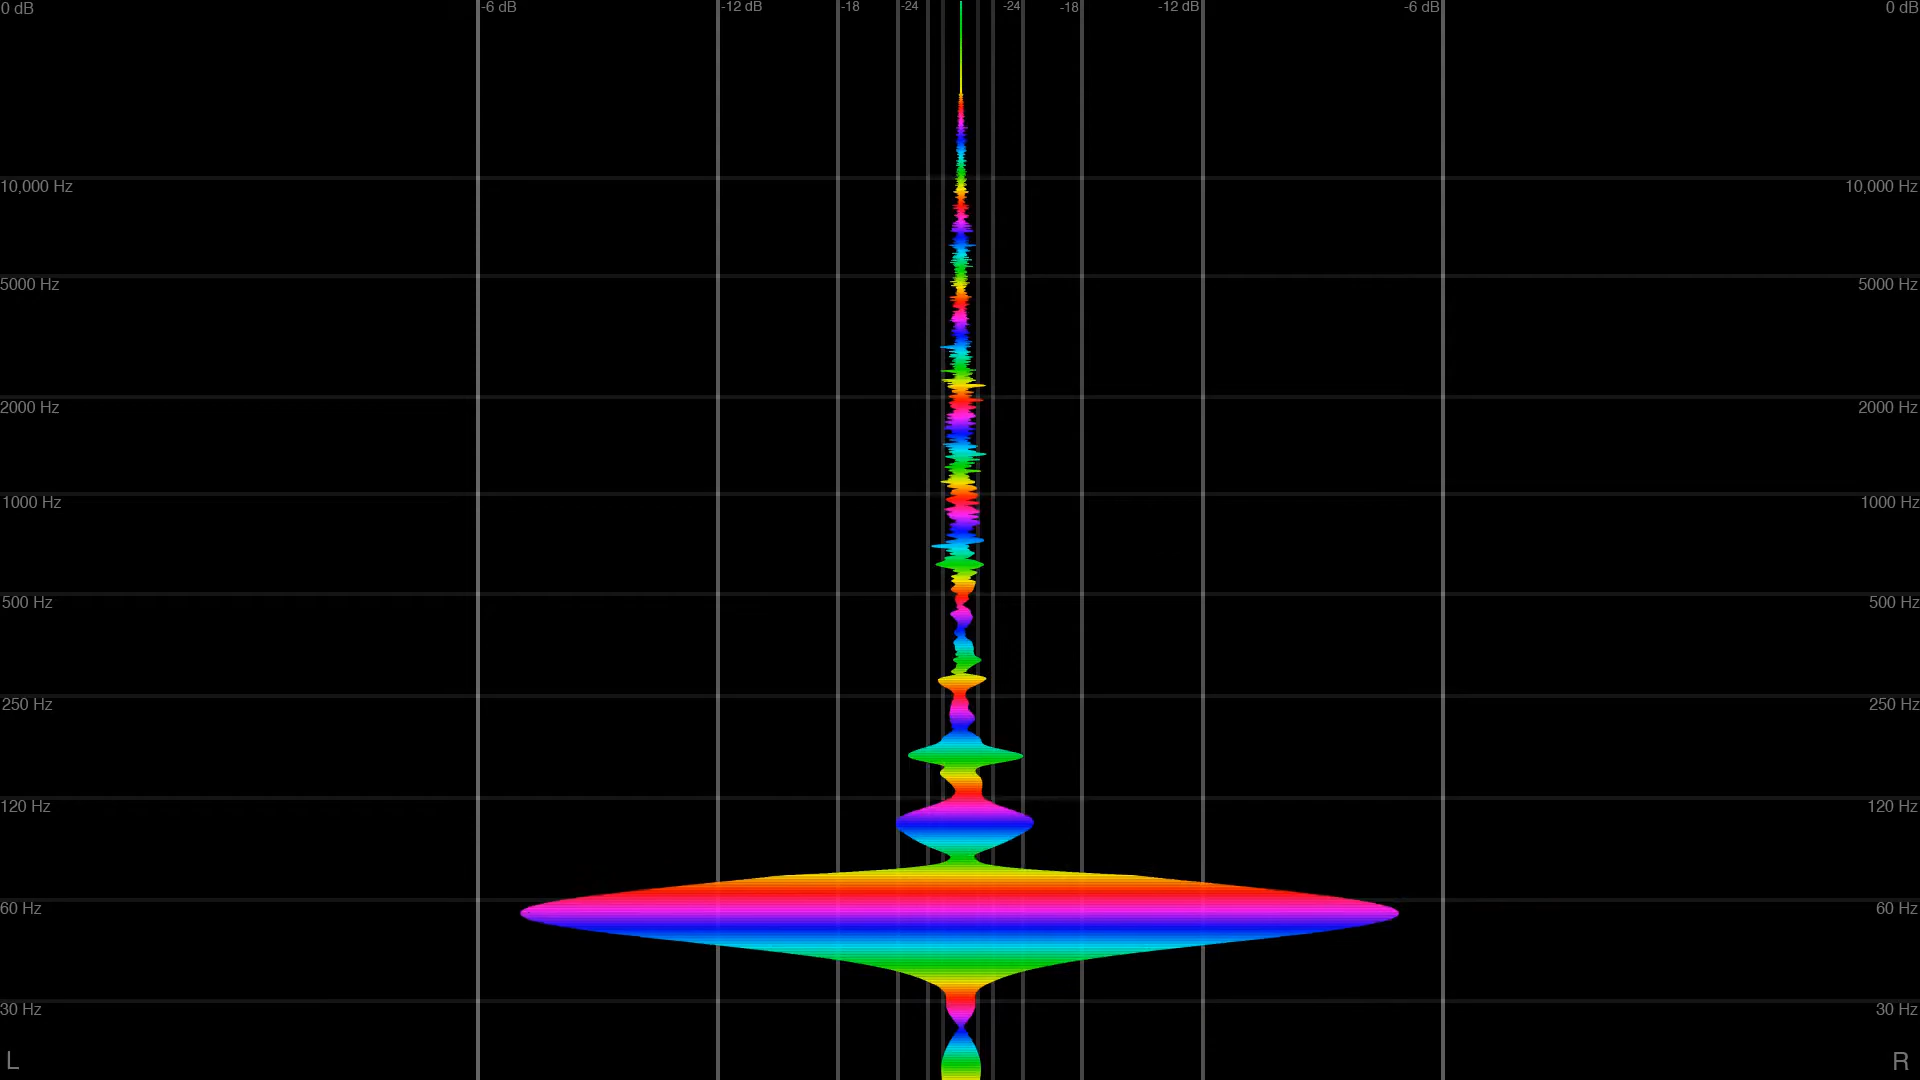 0 dB -6 dB -12 dB -18 -24 -24 -18 -12 dB -6 dB 0 dB
10,000 Hz 10,000 Hz
5000 Hz 5000 Hz
2000 Hz 2000 Hz
1000 Hz 1000 Hz
500 Hz 500 Hz
250 Hz 250 Hz
120 Hz 120 Hz
60 Hz 60 Hz
30 Hz 30 Hz
L R